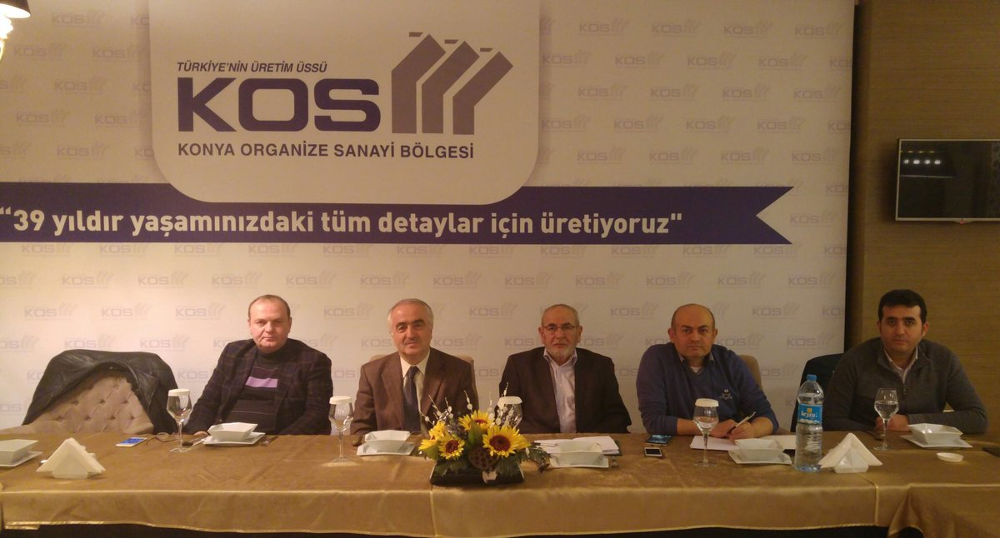 TÜRKİYE'NİN ÜRETİM ÜSSÜ
KOS
KONYA ORGANİZE SANAYİ BÖLGESİ
“39 yıldır yaşamınızdaki tüm detaylar için üretiyoruz"